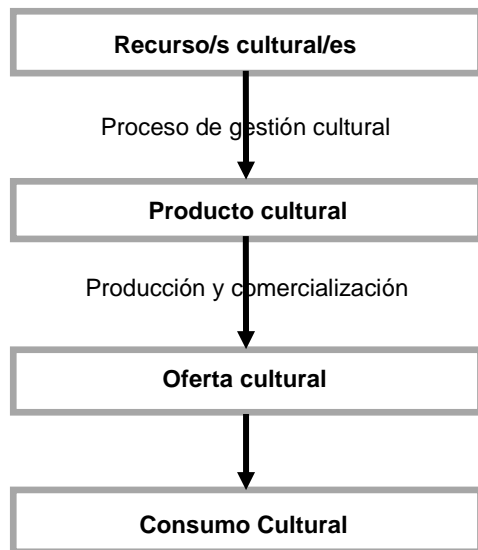 Recurso/s cultural/es
Proceso de gestión cultural
Producto cultural
Producción y comercialización
Oferta cultural
Consumo Cultural